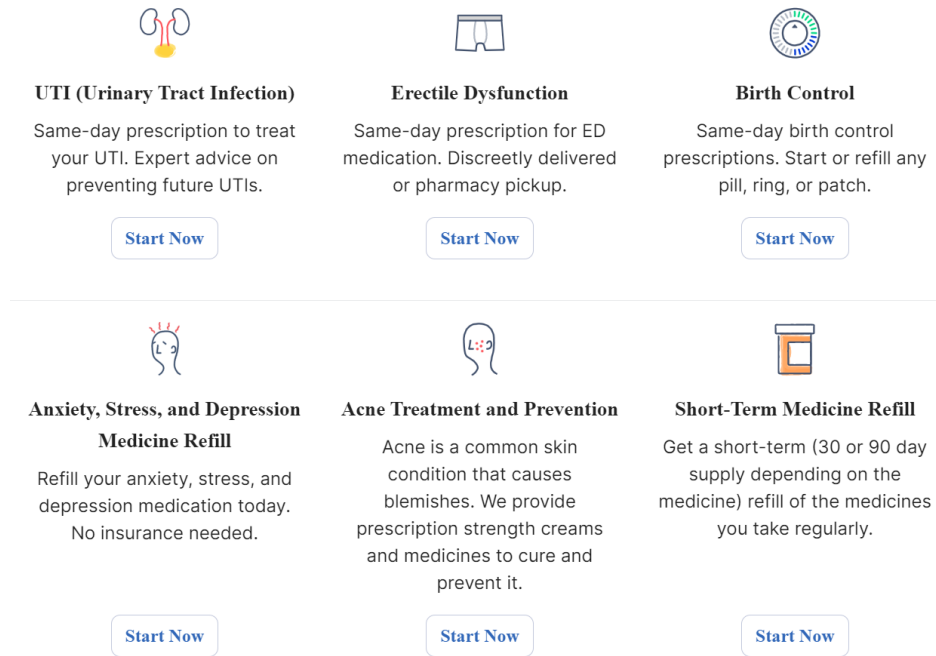 UTI (Urinary Tract Infection)
Same-day prescription to treat
your UTI. Expert advice on
preventing future UTIs.
Start Now
Erectile Dysfunction
Same-day prescription for ED
medication. Discreetly delivered
or pharmacy pickup.
Start Now
Birth Control
Same-day birth control
prescriptions. Start or refill any
pill, ring, or patch.
Start Now
Anxiety, Stress, and Depression
Medicine Refill
Refill your anxiety, stress, and
depression medication today.
No insurance needed.
Start Now
Acne Treatment and Prevention
Acne is a common skin
condition that causes
blemishes. We provide
prescription strength creams
and medicines to cure and
prevent it.
Start Now
Short-Term Medicine Refill
Get a short-term (30 or 90 day
supply depending on the
medicine) refill of the medicines
you take regularly.
Start Now